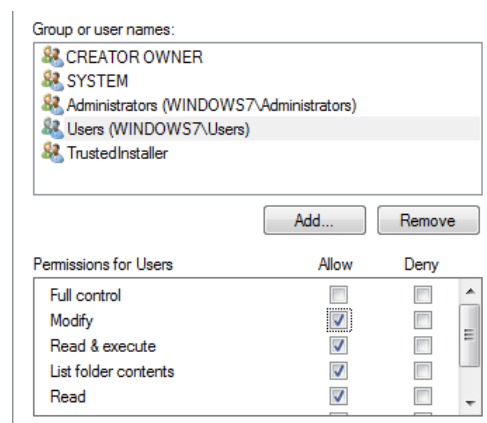 Group or user names:
CREATOR OWNER
SYSTEM
Administrators (WINDOWS7\Administrators)
Users (WINDOWS7\Users)
TrustedInstaller
Add... Remove
Permissions for Users Allow Deny
Full control
Modify
Read & execute
List folder contents
Read